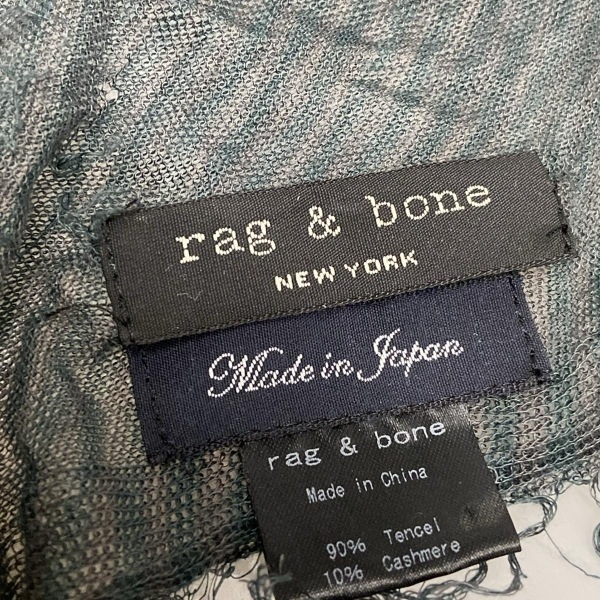 rag & bone
NEW YORK
Made in Japan
rag & bone
Made in China
90% Tencel
10% Cashmere